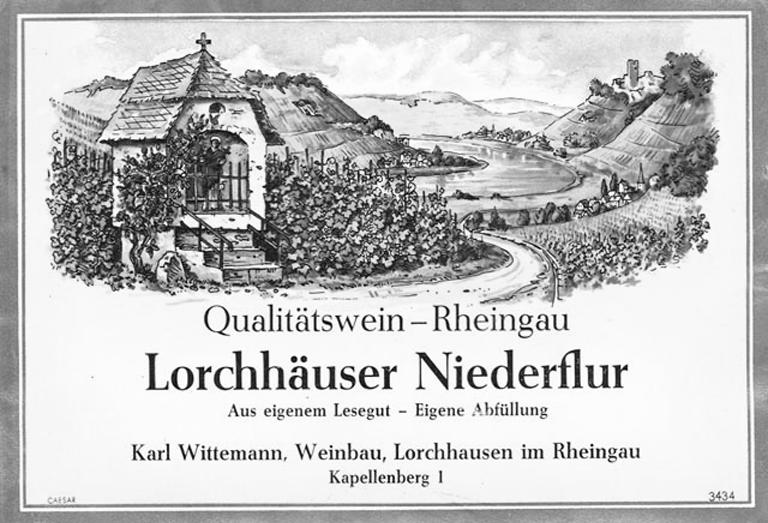 Qualitätswein – Rheingau
Lorchhäuser Niederflur
Aus eigenem Lesegut – Eigene Abfüllung
Karl Wittemann, Weinbau, Lorchhausen im Rheingau
Kapellenberg 1
CAESAR
3434